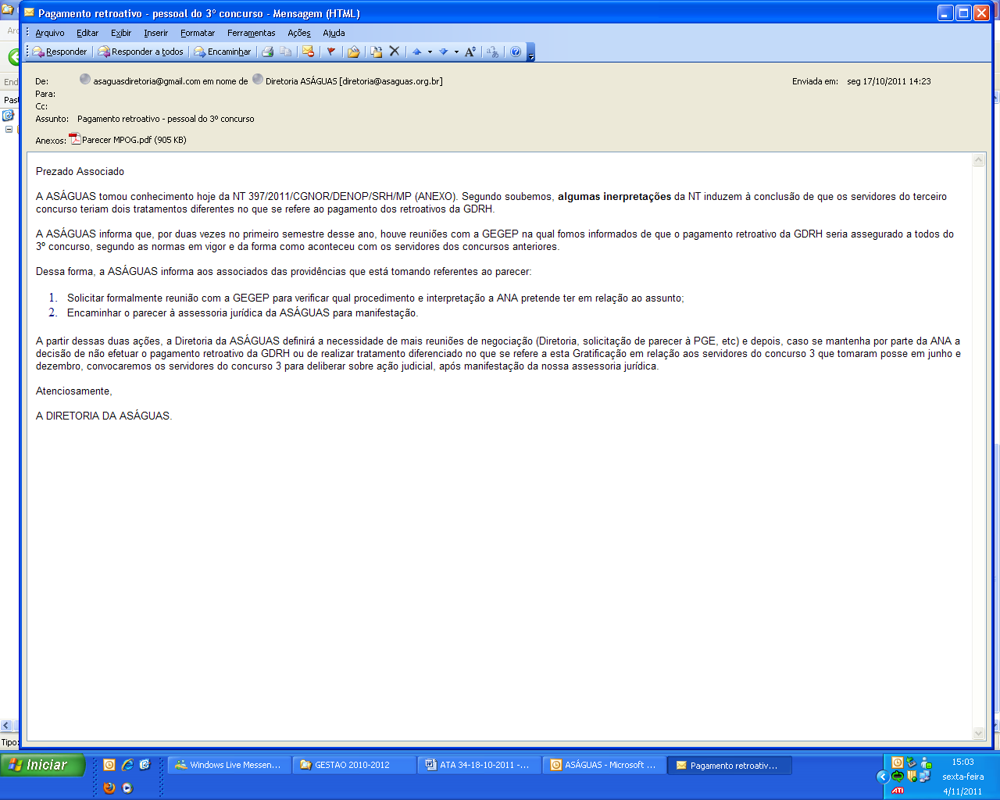 Pagamento retroativo - pessoal do 3º concurso - Mensagem (HTML)
Arquivo Editar Exibir Inserir Formatar Ferramentas Ações Ajuda
Responder Responder a todos Encaminhar
De: asaguasdiretoria@gmail.com em nome de Diretoria ASÁGUAS [diretoria@asaguas.org.br] Enviada em: seg 17/10/2011 14:23
Para:
Cc:
Assunto: Pagamento retroativo - pessoal do 3º concurso
Anexos: Parecer MPOG.pdf (905 KB)
Prezado Associado
A ASÁGUAS tomou conhecimento hoje da NT 397/2011/CGNOR/DENOP/SRH/MP (ANEXO). Segundo soubemos, algumas inerpretações da NT induzem à conclusão de que os servidores do terceiro
concurso teriam dois tratamentos diferentes no que se refere ao pagamento dos retroativos da GDRH.
A ASÁGUAS informa que, por duas vezes no primeiro semestre desse ano, houve reuniões com a GEGEP na qual fomos informados de que o pagamento retroativo da GDRH seria assegurado a todos do
3º concurso, segundo as normas em vigor e da forma como aconteceu com os servidores dos concursos anteriores.
Dessa forma, a ASÁGUAS informa aos associados das providências que está tomando referentes ao parecer:
1. Solicitar formalmente reunião com a GEGEP para verificar qual procedimento e interpretação a ANA pretende ter em relação ao assunto;
2. Encaminhar o parecer à assessoria jurídica da ASÁGUAS para manifestação.
A partir dessas duas ações, a Diretoria da ASÁGUAS definirá a necessidade de mais reuniões de negociação (Diretoria, solicitação de parecer à PGE, etc) e depois, caso se mantenha por parte da ANA a
decisão de não efetuar o pagamento retroativo da GDRH ou de realizar tratamento diferenciado no que se refere a esta Gratificação em relação aos servidores do concurso 3 que tomaram posse em junho e
dezembro, convocaremos os servidores do concurso 3 para deliberar sobre ação judicial, após manifestação da nossa assessoria jurídica.
Atenciosamente,
A DIRETORIA DA ASÁGUAS.
Tipo:
Iniciar Windows Live Messen... GESTAO 2010-2012 ATA 34-18-10-2011 -... ASÁGUAS - Microsoft ... Pagamento retroativ... 15:03
sexta-feira
ATI 4/11/2011